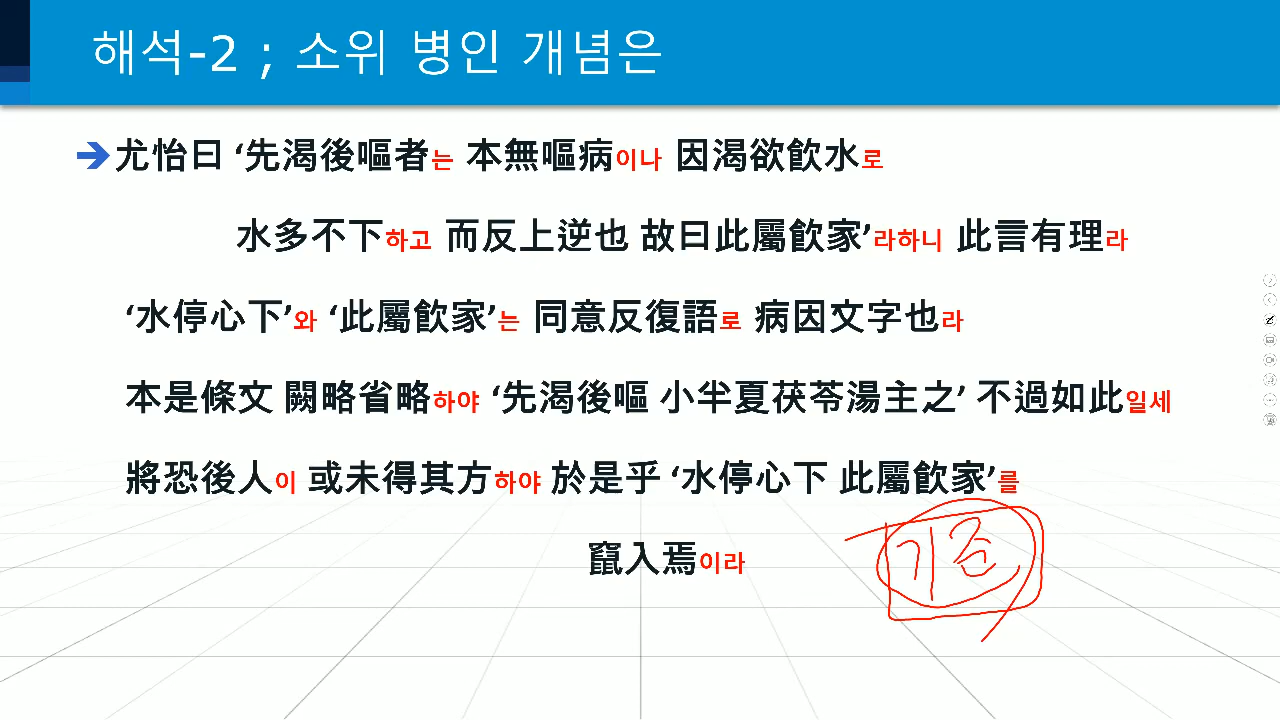 해석-2 ; 소위 병인 개념은
尤怡曰 ‘先渴後嘔者는 本無嘔病이나 因渴欲飮水로
水多不下하고 而反上逆也 故曰此屬飮家’라하니 此言有理라
‘水停心下’와 ‘此屬飮家’는 同意反復語로 病因文字也라
本是條文 闕略省略하야 ‘先渴後嘔 小半夏茯苓湯主之’ 不過如此일세
將恐後人이 或未得其方하야 於是乎 ‘水停心下 此屬飮家’를
竄入焉이라